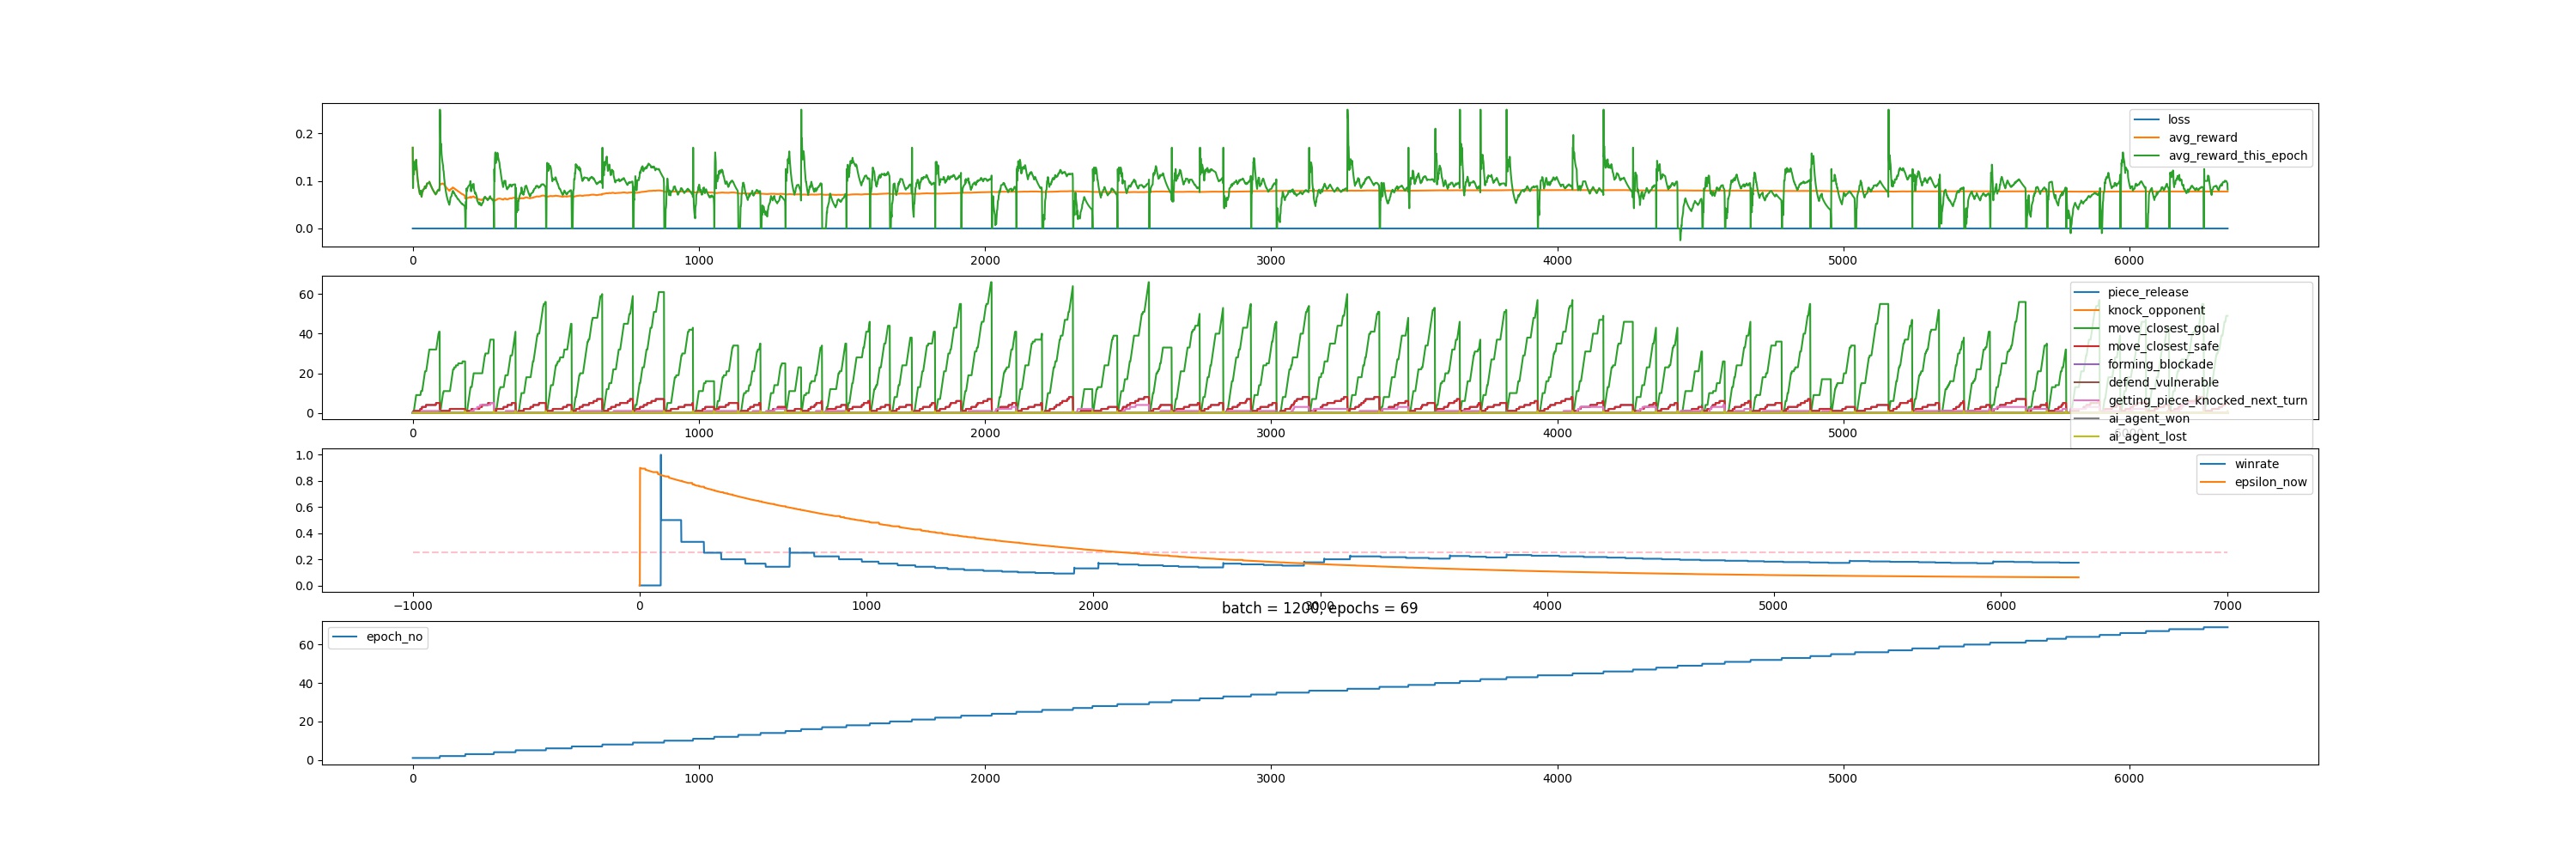 0.2
0.1
0.0
loss
avg_reward
avg_reward_this_epoch
0 1000 2000 3000 4000 5000 6000
60
40
20
0
piece_release
knock_opponent
move_closest_goal
move_closest_safe
forming_blockade
defend_vulnerable
getting_piece_knocked_next_turn
ai_agent_won
ai_agent_lost
0 1000 2000 3000 4000 5000 6000
1.0
0.8
0.6
0.4
0.2
0.0
winrate
epsilon_now
−1000 0 1000 2000 3000 4000 5000 6000 7000
batch = 1200, epochs = 69
60
40
20
0
epoch_no
0 1000 2000 3000 4000 5000 6000